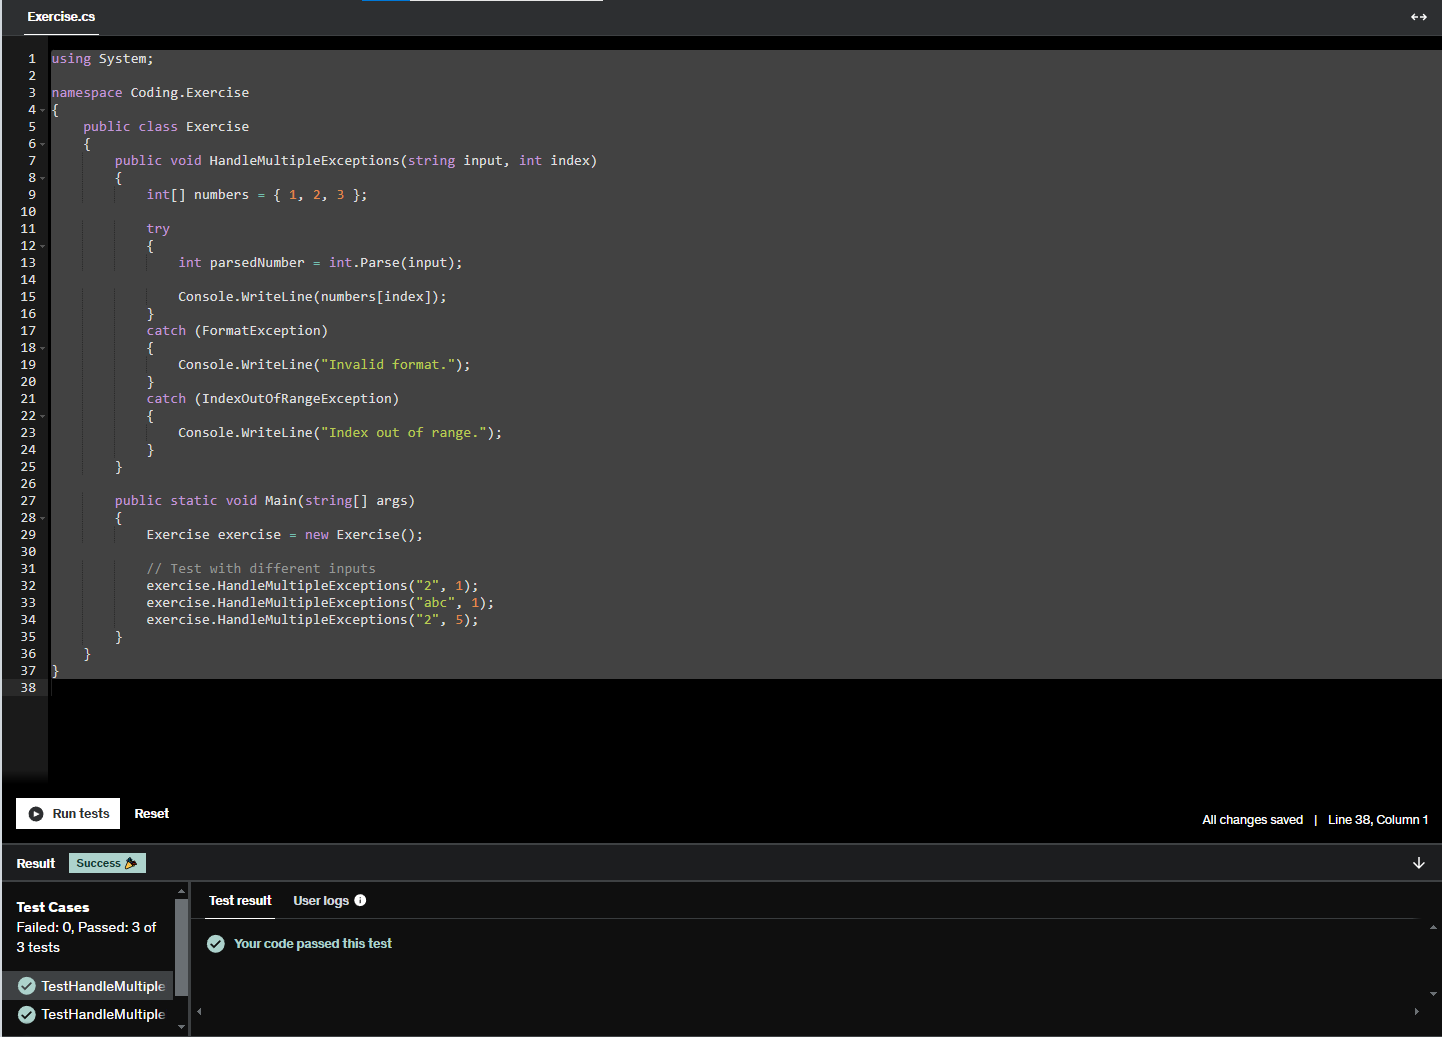 Exercise.cs
1 using System;
2
3 namespace Coding.Exercise
4 {
5     public class Exercise
6     {
7         public void HandleMultipleExceptions(string input, int index)
8         {
9             int[] numbers = { 1, 2, 3 };
10
11             try
12             {
13                 int parsedNumber = int.Parse(input);
14
15                 Console.WriteLine(numbers[index]);
16             }
17             catch (FormatException)
18             {
19                 Console.WriteLine("Invalid format.");
20             }
21             catch (IndexOutOfRangeException)
22             {
23                 Console.WriteLine("Index out of range.");
24             }
25         }
26
27         public static void Main(string[] args)
28         {
29             Exercise exercise = new Exercise();
30
31             // Test with different inputs
32             exercise.HandleMultipleExceptions("2", 1);
33             exercise.HandleMultipleExceptions("abc", 1);
34             exercise.HandleMultipleExceptions("2", 5);
35         }
36     }
37 }
38
Run tests Reset
All changes saved | Line 38, Column 1
Result Success
Test Cases
Failed: 0, Passed: 3 of
3 tests
TestHandleMultiple
TestHandleMultiple
Test result User logs
Your code passed this test